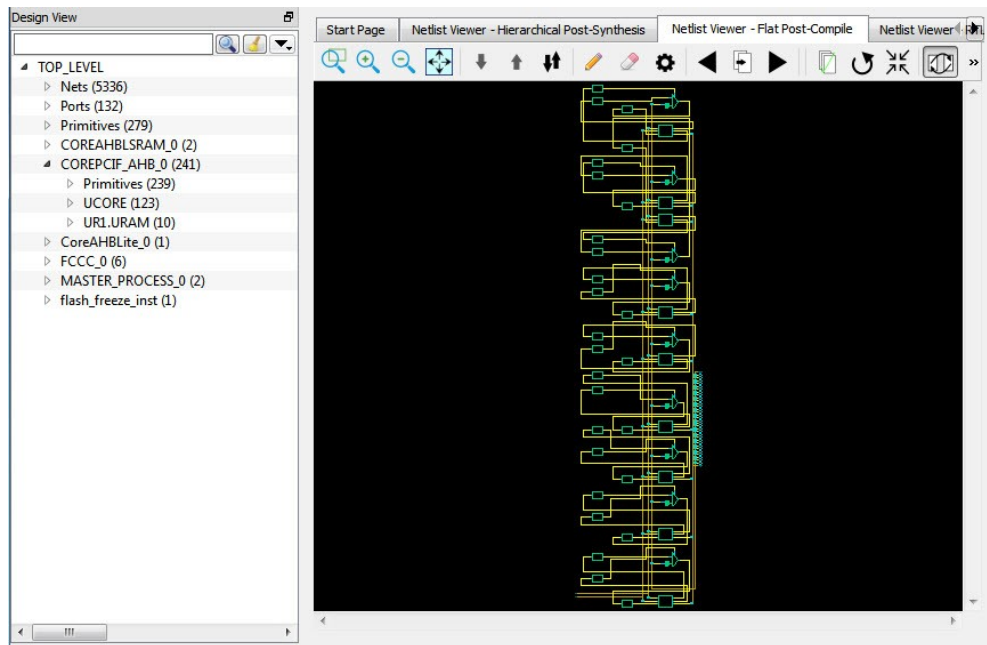 Design View
TOP_LEVEL
Nets (5336)
Ports (132)
Primitives (279)
COREAHBLSRAM_0 (2)
COREPCIF_AHB_0 (241)
Primitives (239)
UCORE (123)
UR1.URAM (10)
CoreAHBLite_0 (1)
FCCC_0 (6)
MASTER_PROCESS_0 (2)
flash_freeze_inst (1)
Start Page
Netlist Viewer - Hierarchical Post-Synthesis
Netlist Viewer - Flat Post-Compile
Netlist Viewer
»